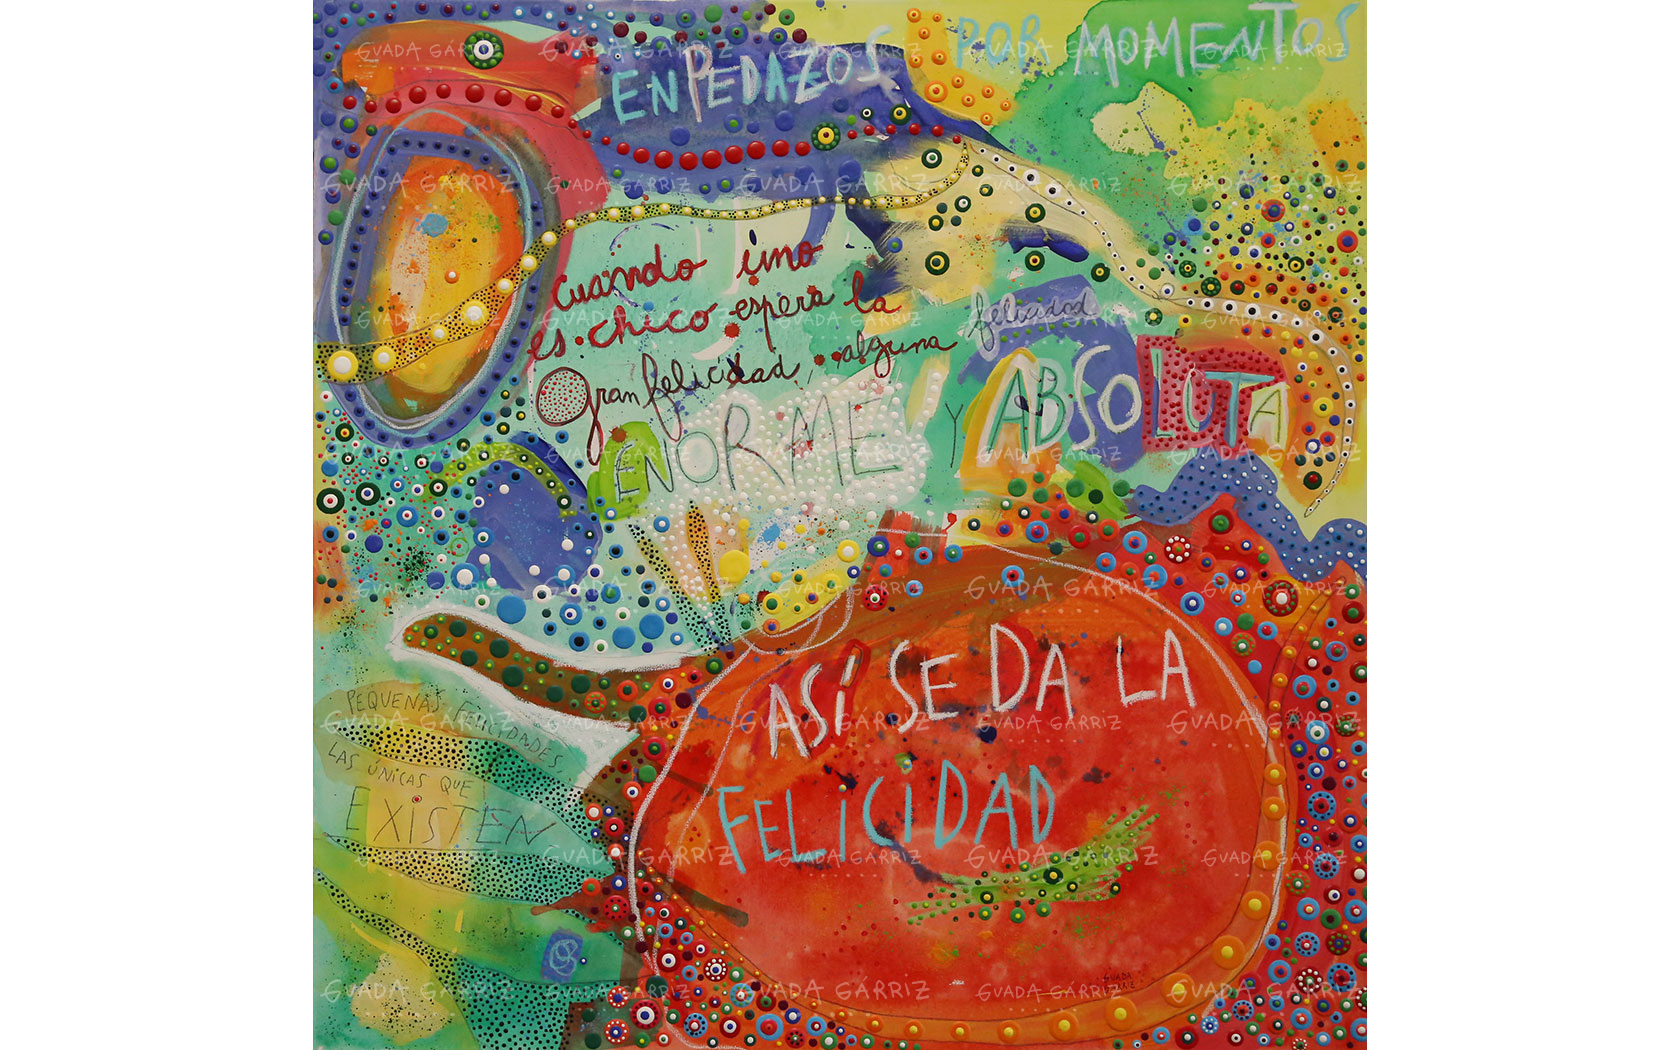 EN PEDAZOS POR MOMENTOS
cuando uno
es chico espera la
gran felicidad, alguna felicidad
ENORME Y ABSOLUTA
ASÍ SE DA LA
FELICIDAD
PEQUEÑAS FELICIDADES,
LAS ÚNICAS QUE
EXISTEN
GUADA
GÁRRIZ